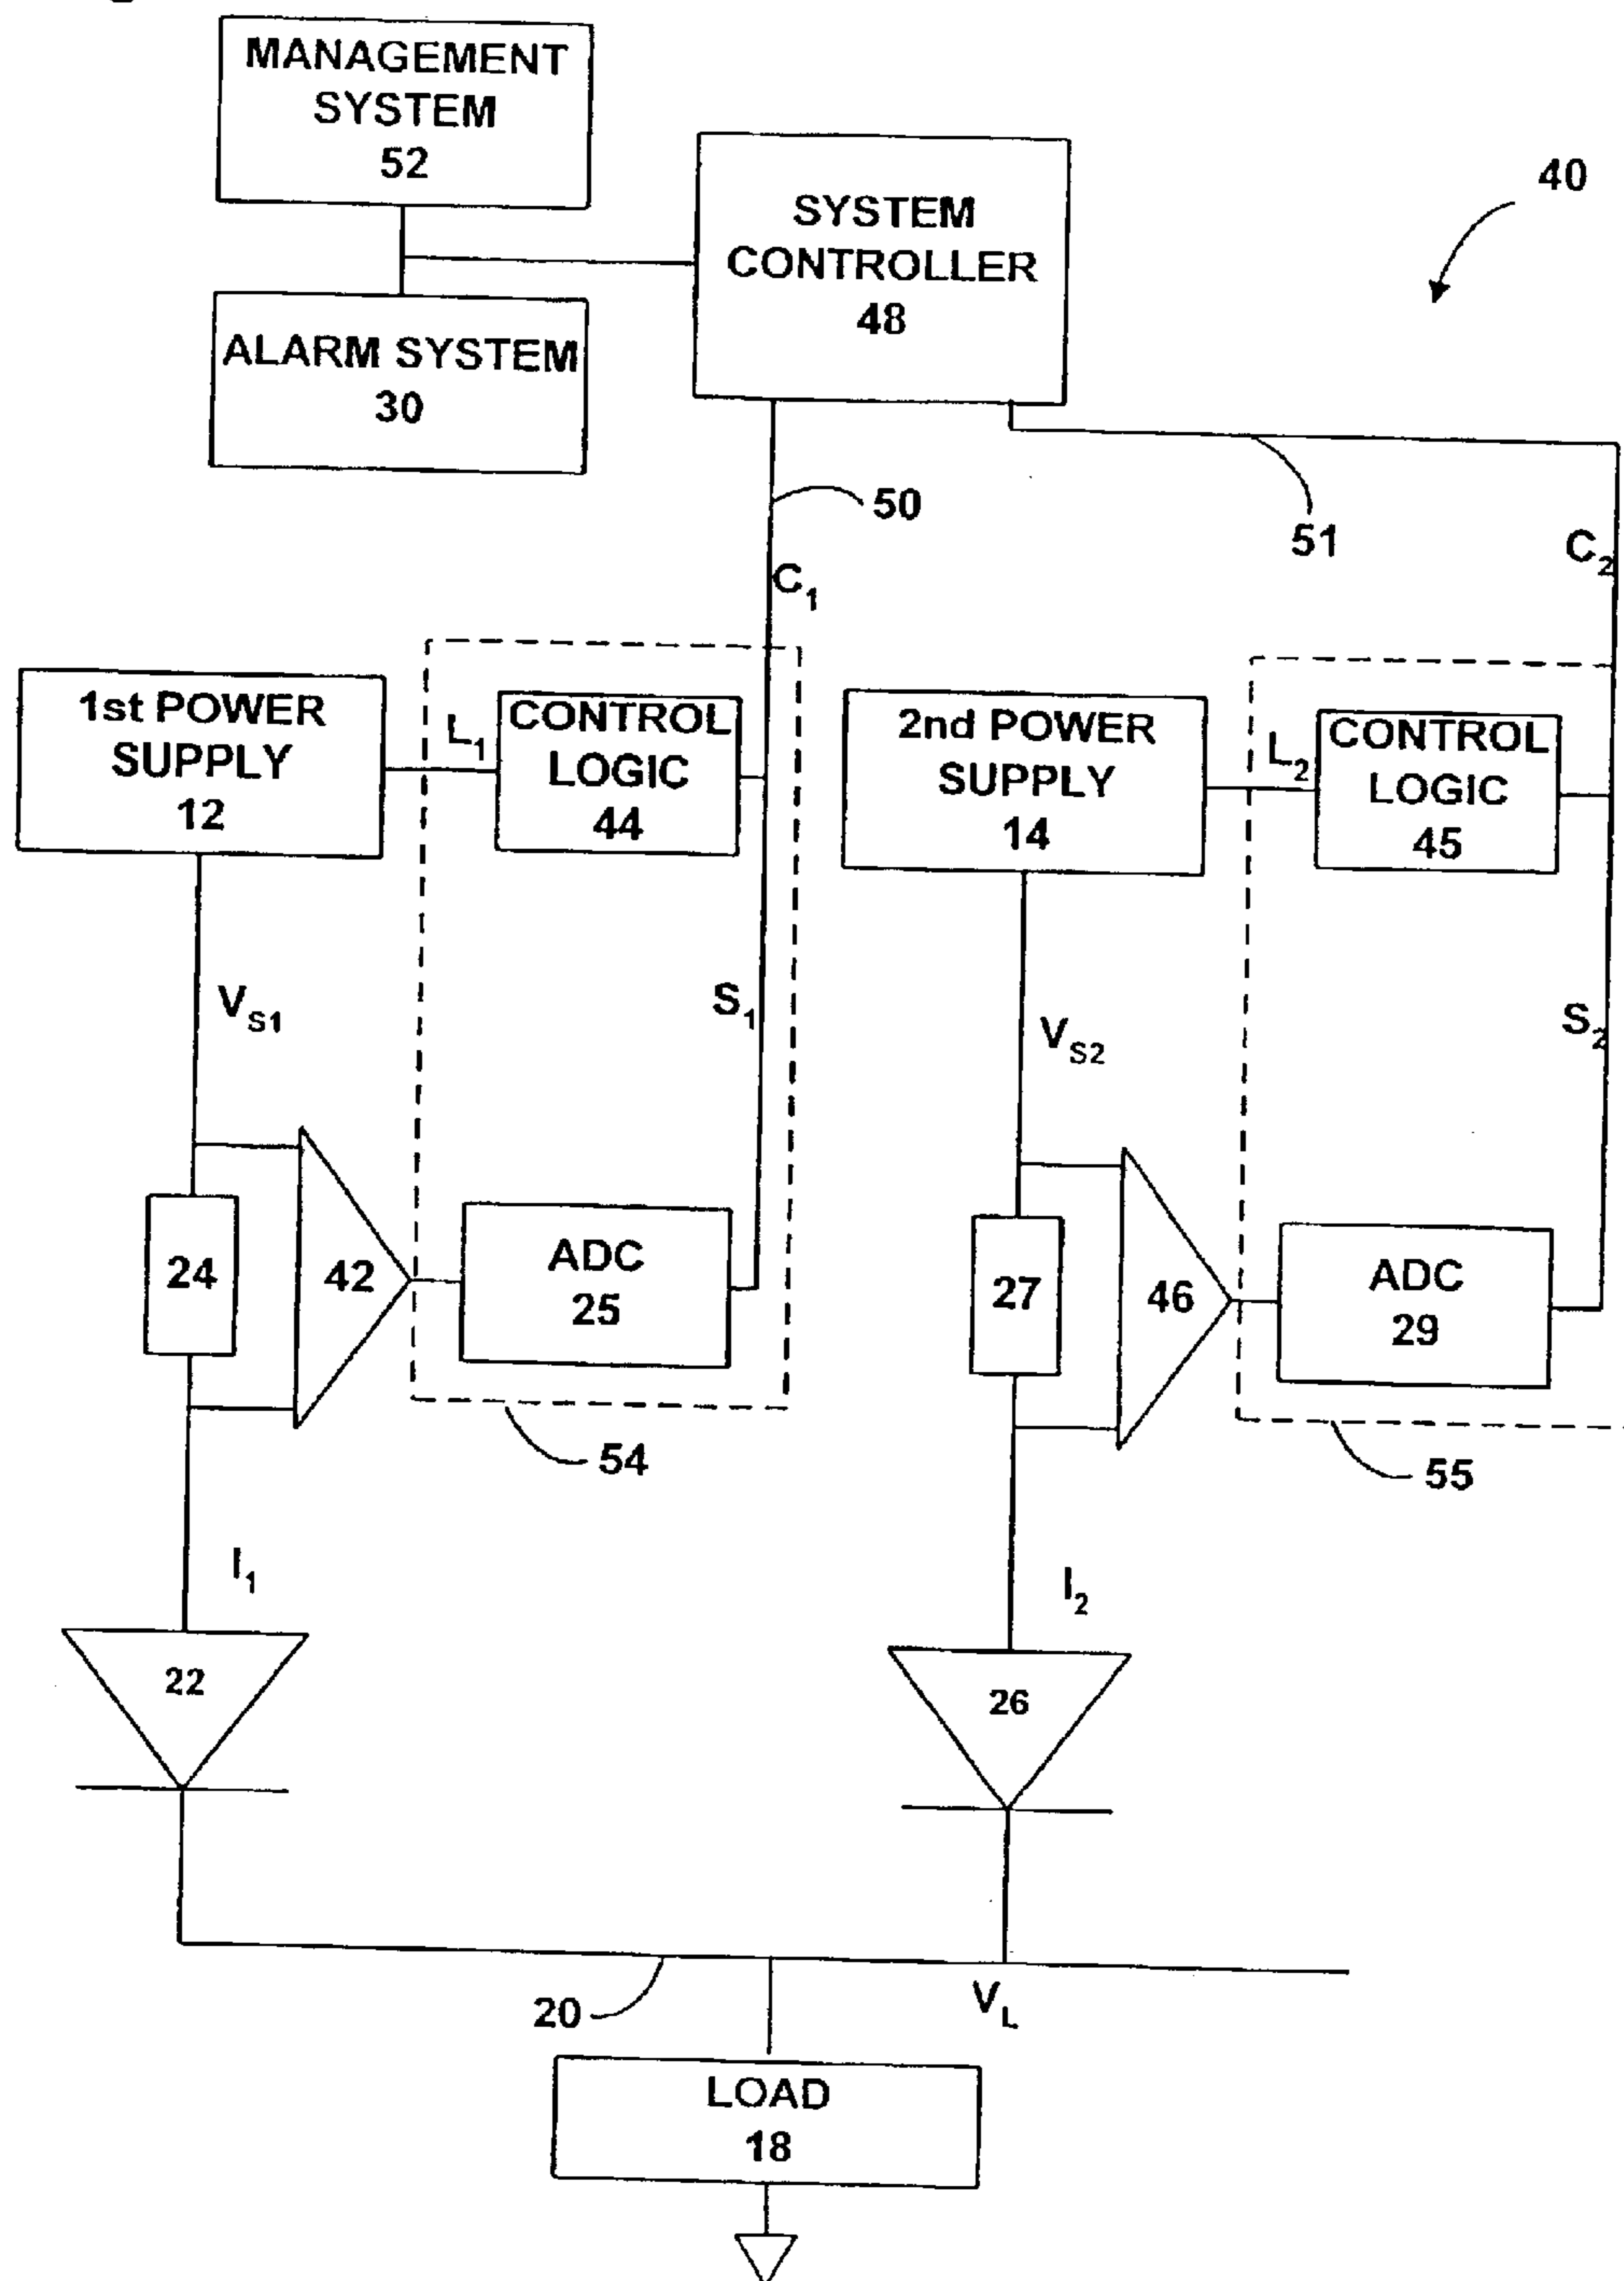 MANAGEMENT
SYSTEM
52
SYSTEM
CONTROLLER
48
40
ALARM SYSTEM
30
50
51
C1
C2
1st POWER
SUPPLY
12
L1
CONTROL
LOGIC
44
2nd POWER
SUPPLY
14
L2
CONTROL
LOGIC
45
VS1
S1
VS2
S2
24
42
ADC
25
27
46
ADC
29
54
55
I1
I2
22
26
20
VL
LOAD
18